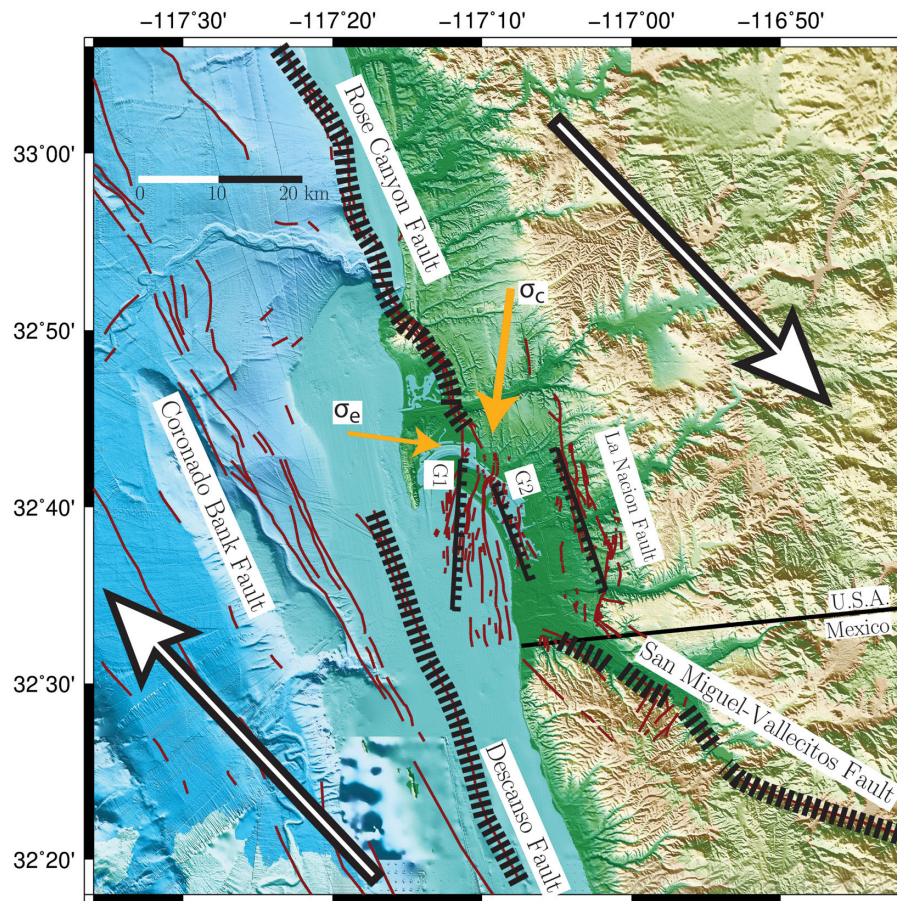 −117°30'
−117°20'
−117°10'
−117°00'
−116°50'
33°00'
32°50'
32°40'
32°30'
32°20'
0 10 20 km
Rose Canyon Fault
σc
σe
G1
G2
La Nacion Fault
Coronado Bank Fault
U.S.A.
Mexico
San Miguel-Vallecitos Fault
Descanso Fault